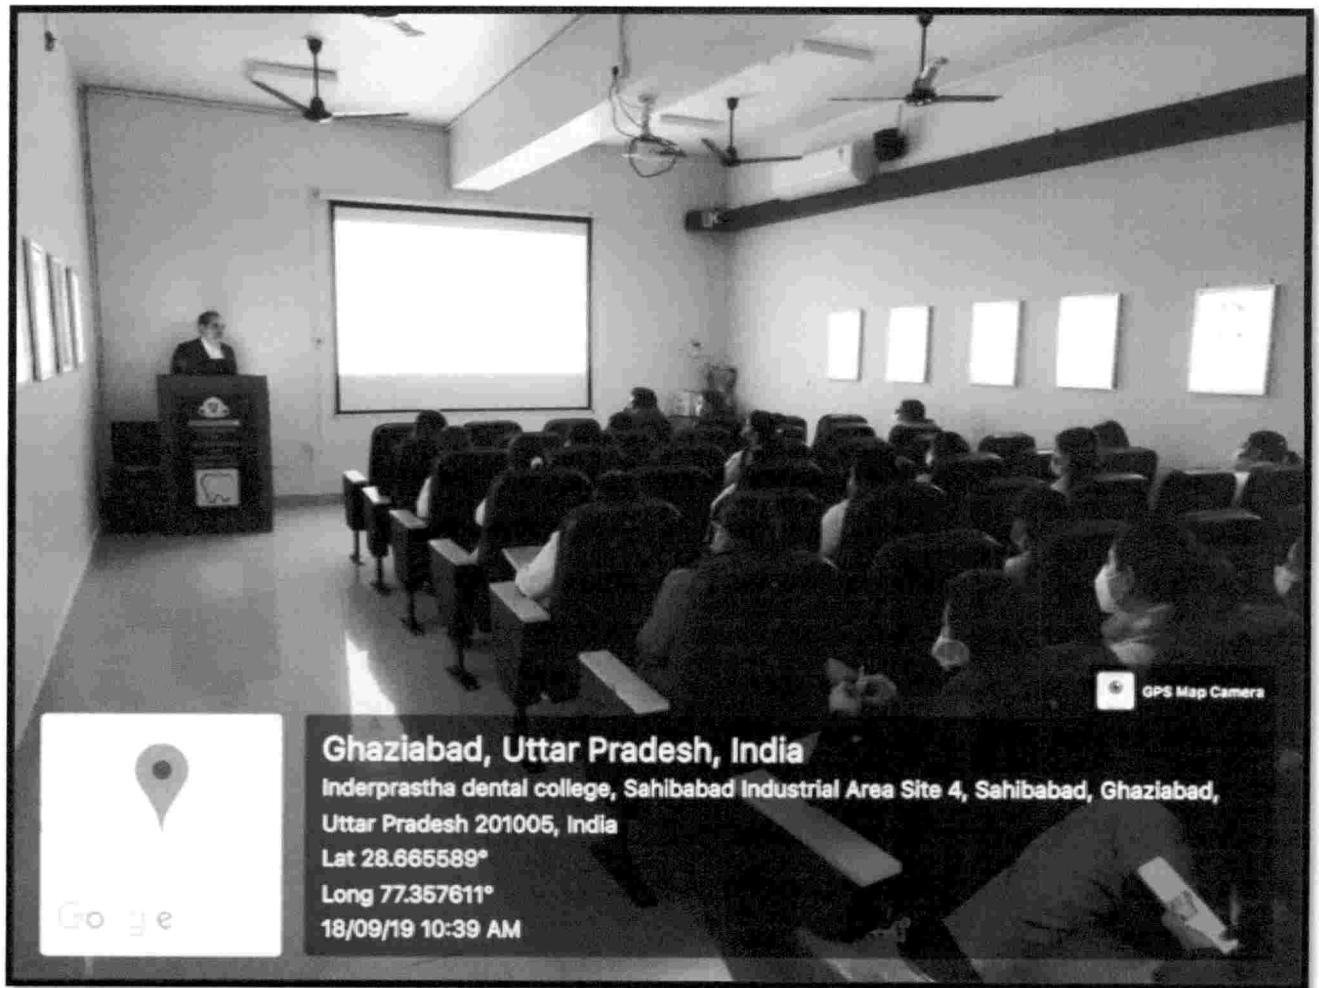 GPS Map Camera
Ghaziabad, Uttar Pradesh, India
Inderprastha dental college, Sahibabad Industrial Area Site 4, Sahibabad, Ghaziabad,
Uttar Pradesh 201005, India
Lat 28.665589°
Long 77.357611°
18/09/19 10:39 AM